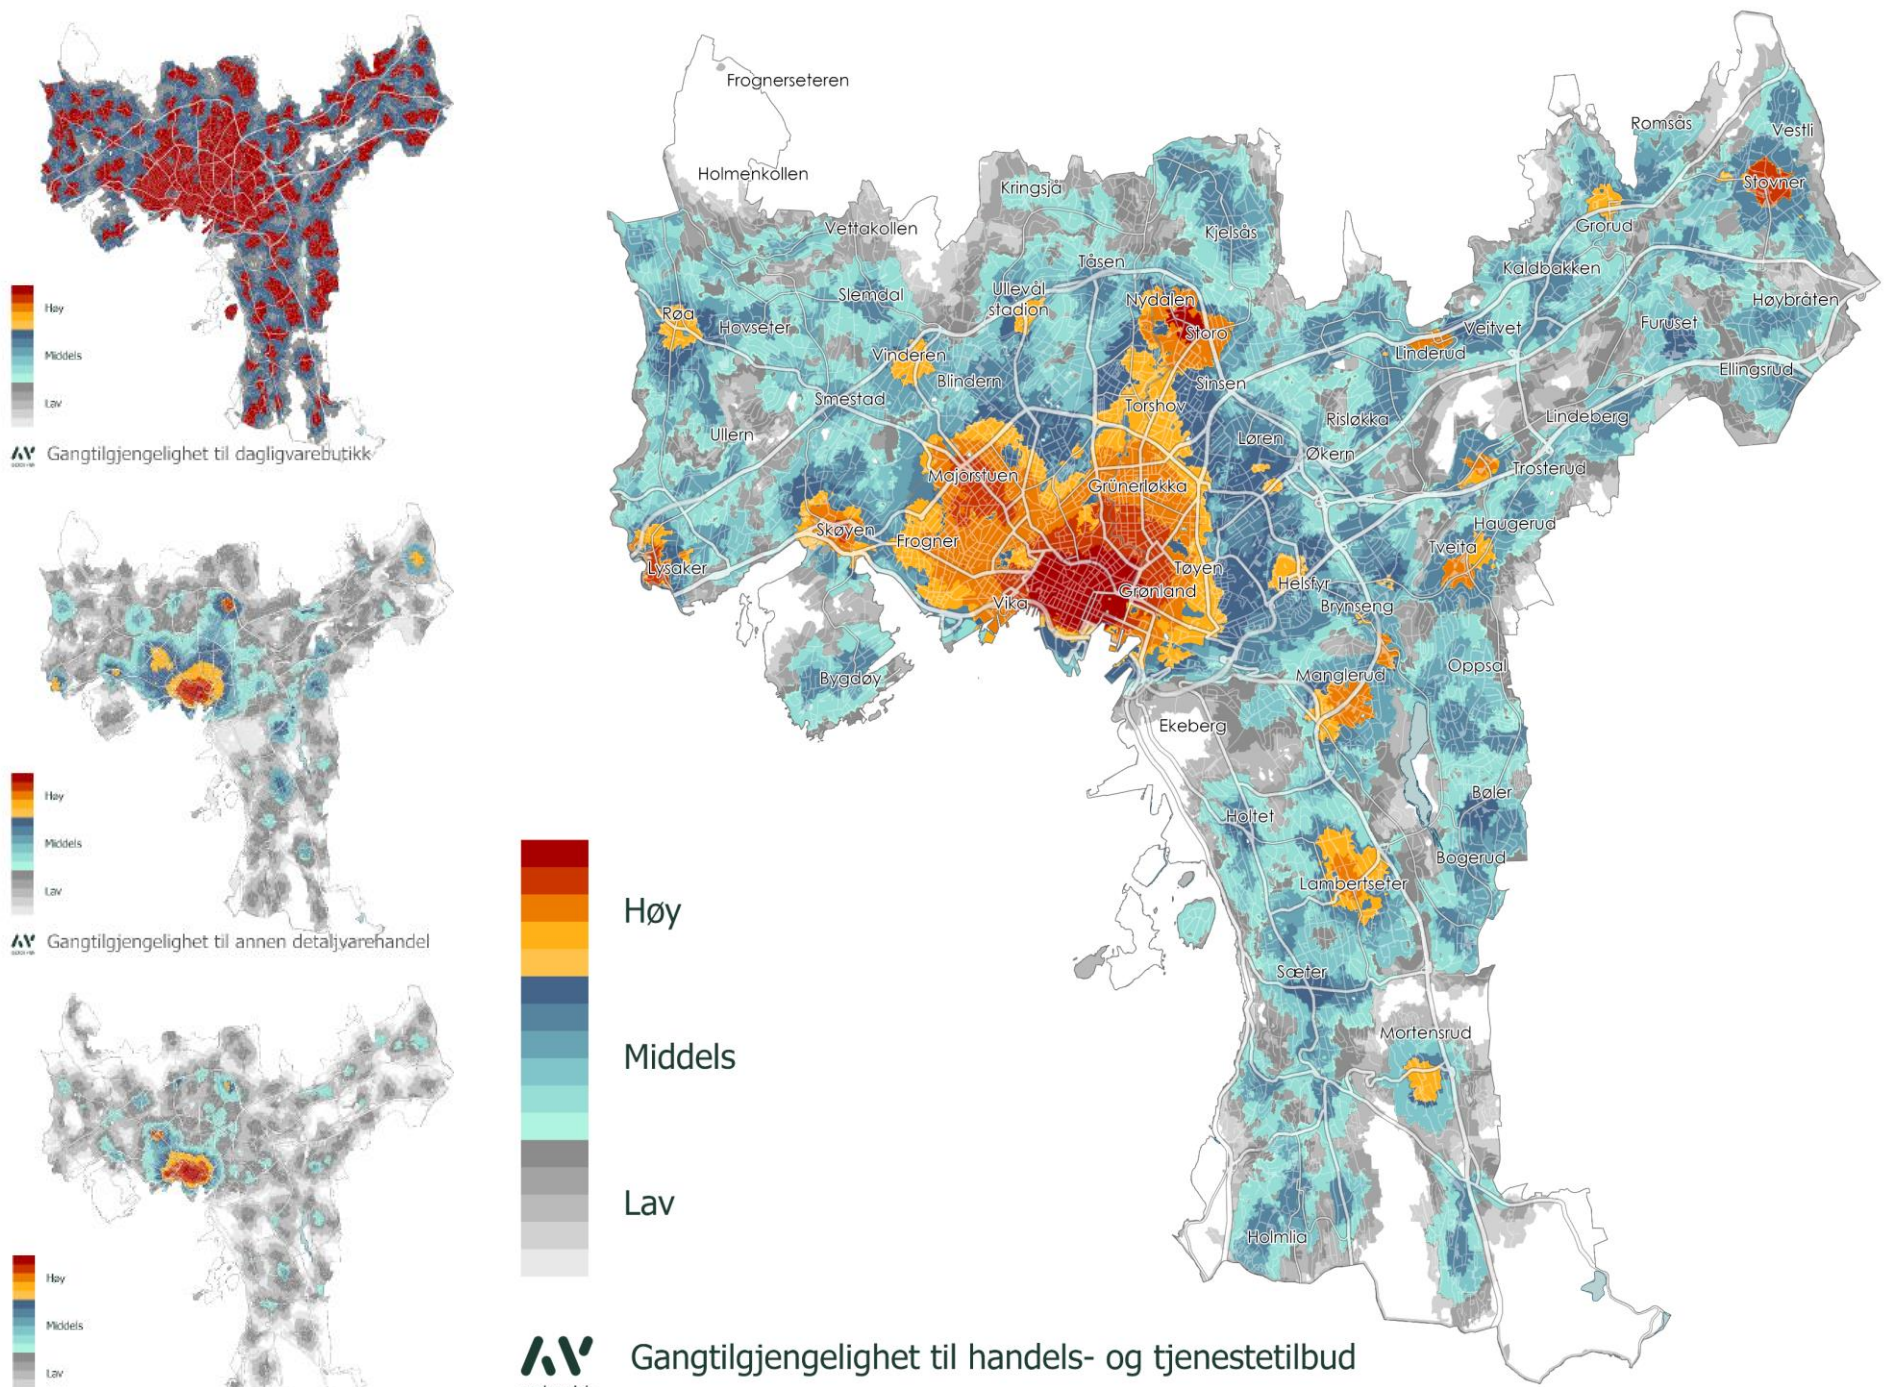 Høy
Middels
Lav
Gangtilgjengelighet til dagligvarebutikk
Høy
Middels
Lav
Gangtilgjengelighet til annen detaljvarehandel
Høy
Middels
Lav
Frognerseteren
Holmenkollen
Vettakollen
Kringsjå
Kjelsås
Tåsen
Romsås
Vestli
Stovner
Grorud
Kaldbakken
Høybråten
Slemdal
Ullevål
stadion
Nydalen
Storo
Røa
Hovseter
Vinderen
Blindern
Sinsen
Linderud
Veitvet
Furuset
Ellingsrud
Smestad
Torshov
Risløkka
Lindeberg
Ullern
Løren
Økern
Trosterud
Majorstuen
Grünerløkka
Haugerud
Skøyen
Frogner
Tveita
Lysaker
Tøyen
Helsfyr
Vika
Grønland
Brynseng
Bygdøy
Manglerud
Oppsal
Ekeberg
Holtet
Bøler
Lambertseter
Bogerud
Sæter
Mortensrud
Holmlia
Høy
Middels
Lav
Gangtilgjengelighet til handels- og tjenestetilbud